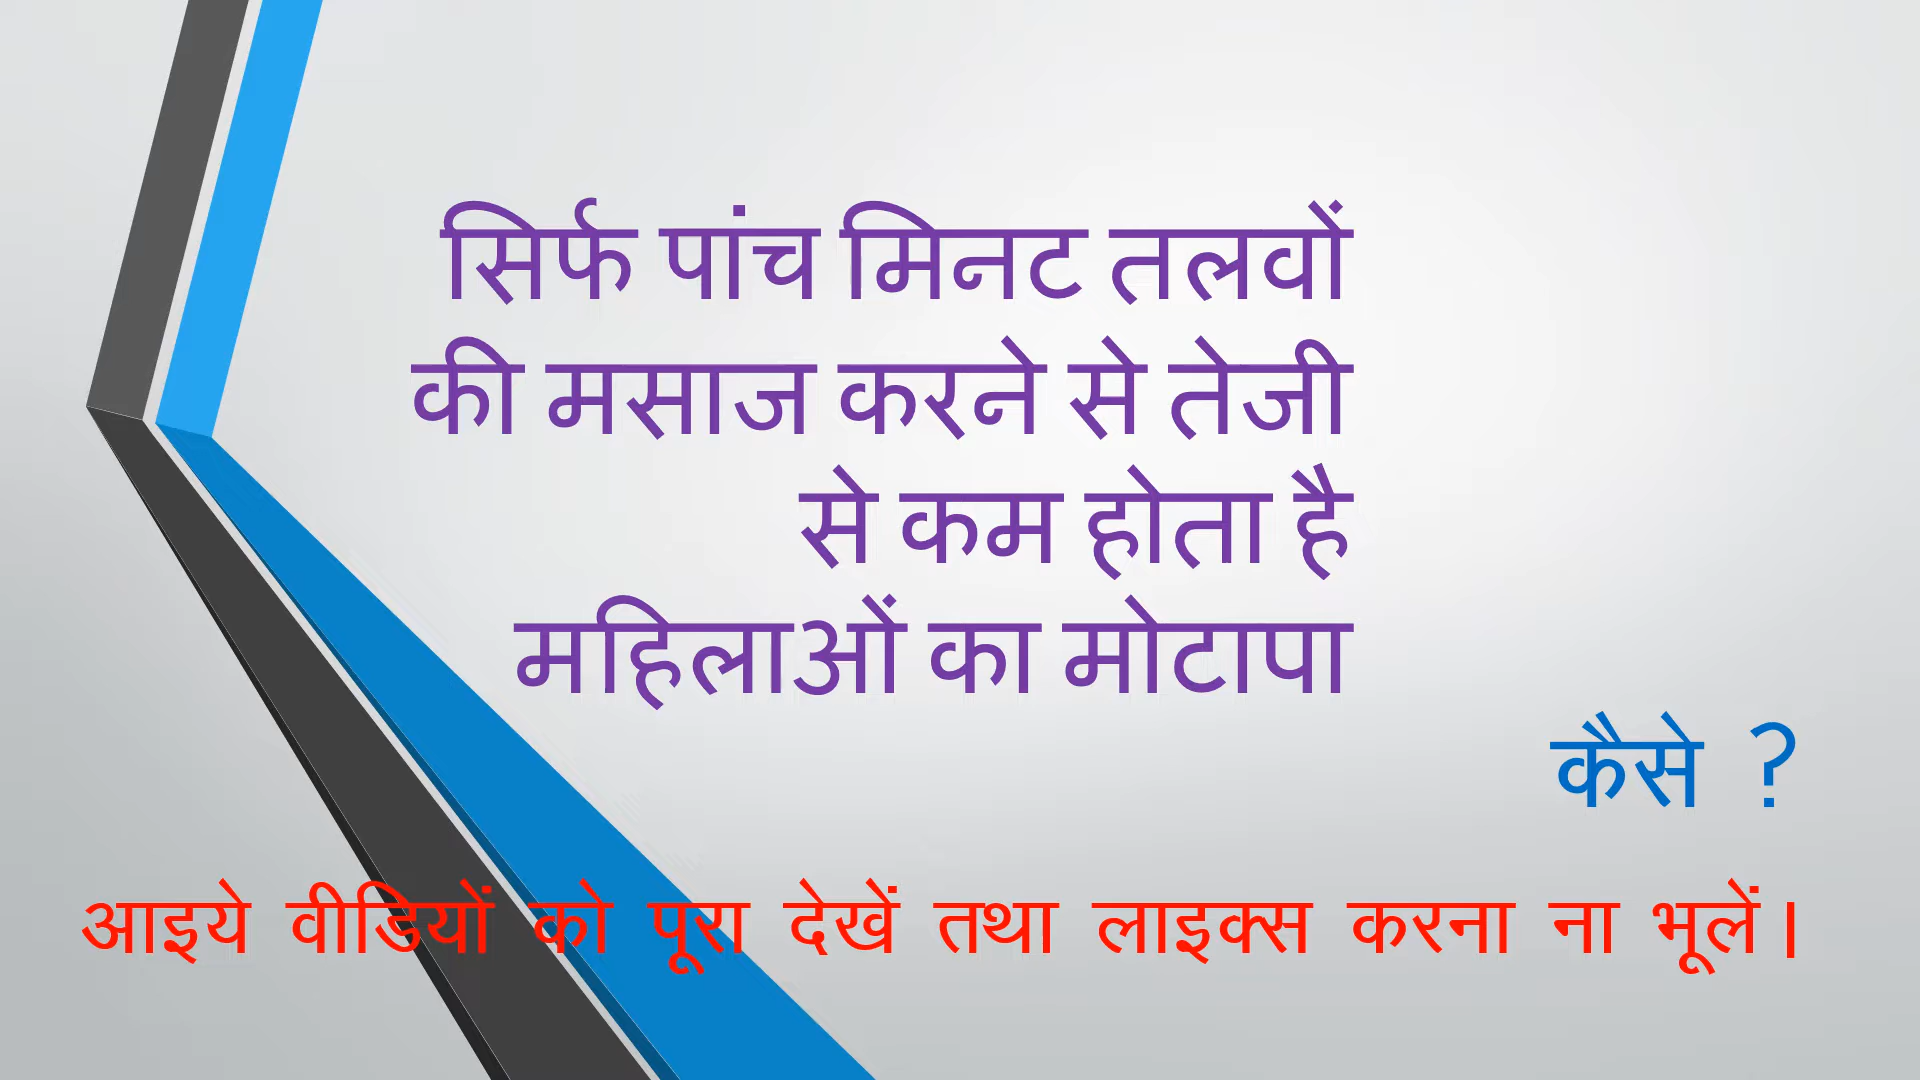 सिर्फ पांच मिनट तलवों
की मसाज करने से तेजी
से कम होता है
महिलाओं का मोटापा
कैसे ?
आइये वीडियों को पूरा देखें तथा लाइक्स करना ना भूलें।